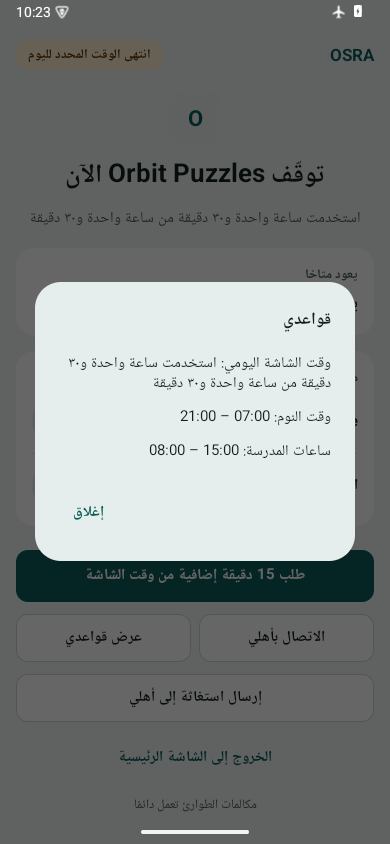 10:23
OSRA
انتهى الوقت المحدد لليوم
O
توقّف Orbit Puzzles الآن
استخدمت ساعة واحدة و٣٠ دقيقة من ساعة واحدة و٣٠ دقيقة
يعود متاحًا
قواعدي
وقت الشاشة اليومي: استخدمت ساعة واحدة و٣٠
دقيقة من ساعة واحدة و٣٠ دقيقة
وقت النوم: 07:00 – 21:00
ساعات المدرسة: 15:00 – 08:00
إغلاق
طلب 15 دقيقة إضافية من وقت الشاشة
الاتصال بأهلي
عرض قواعدي
إرسال استغاثة إلى أهلي
الخروج إلى الشاشة الرئيسية
مكالمات الطوارئ تعمل دائمًا